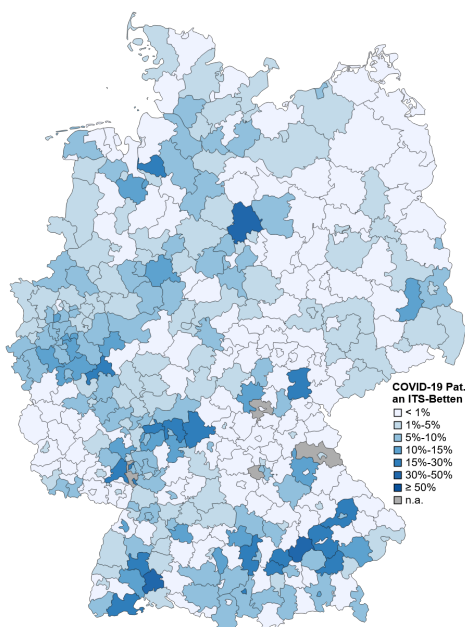 COVID-19 Pat.
an ITS-Betten
< 1%
1%-5%
5%-10%
10%-15%
15%-30%
30%-50%
≥ 50%
n.a.